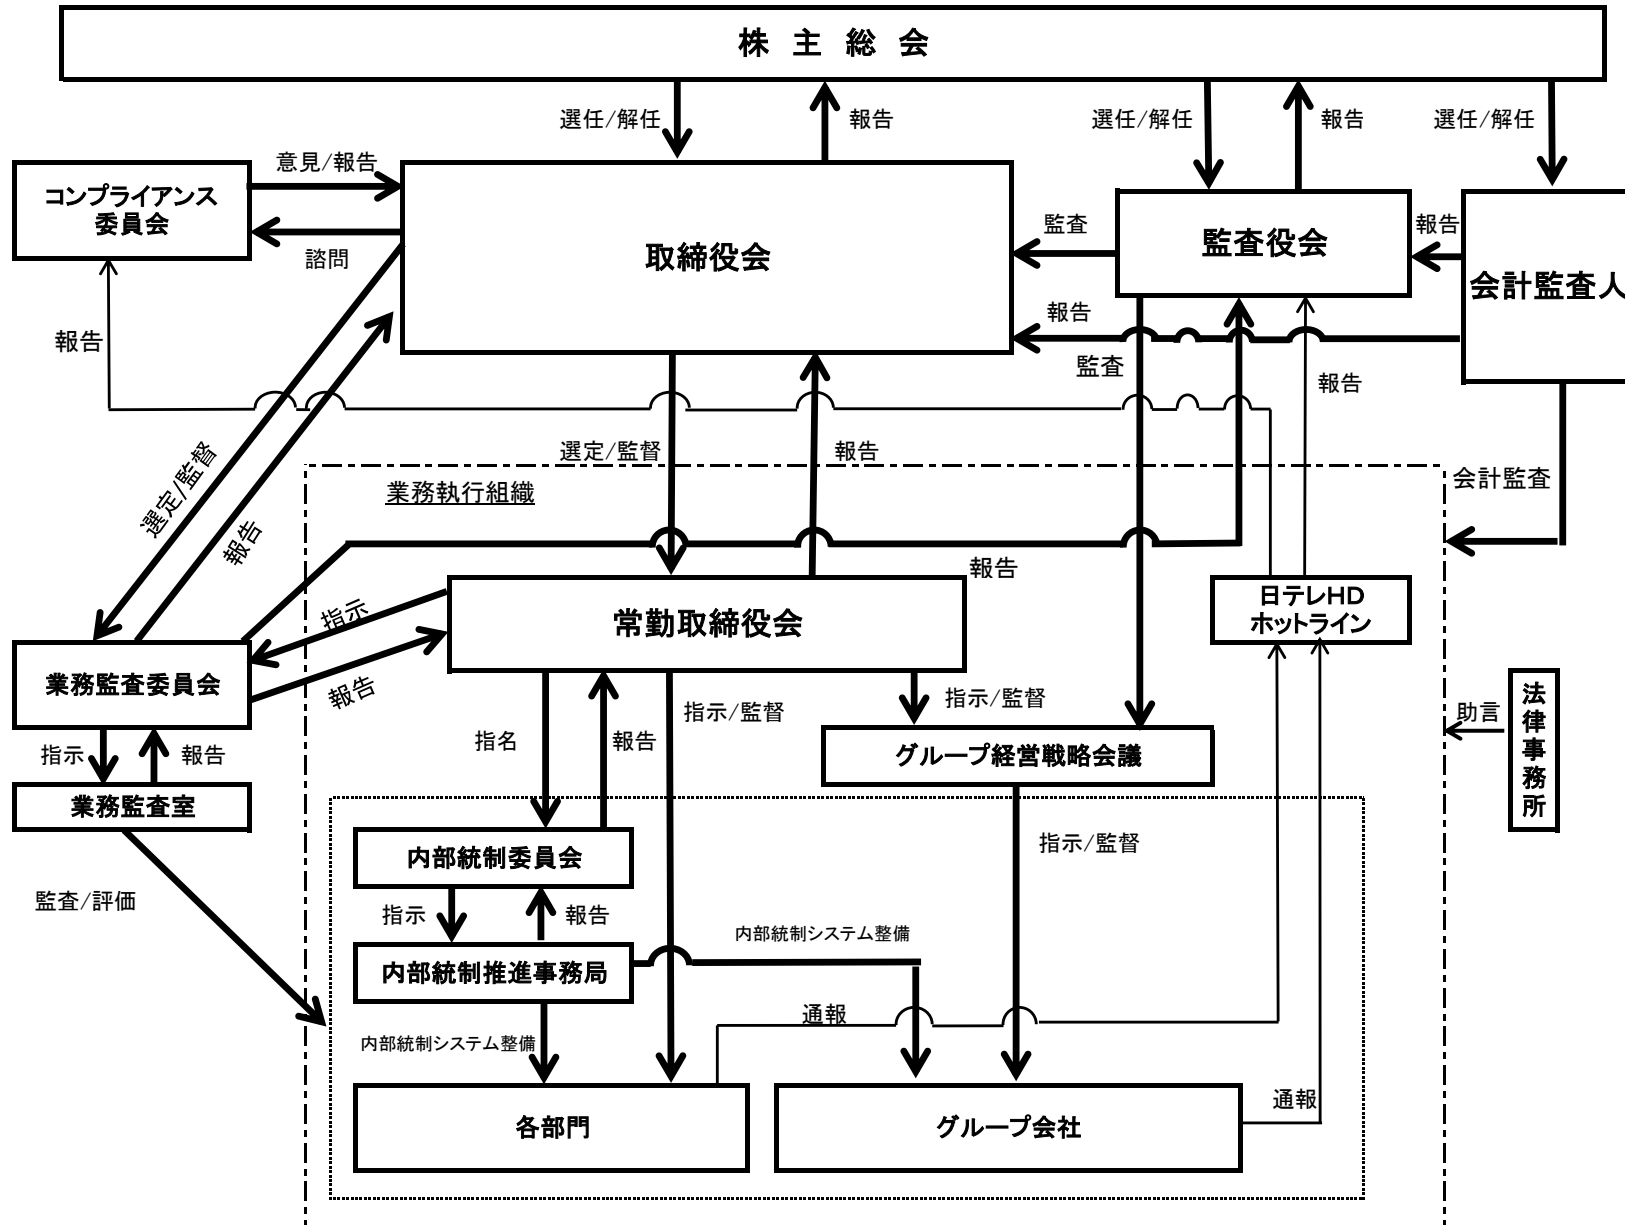 株 主 総 会
選任/解任
報告
選任/解任
報告
選任/解任
意見/報告
コンプライアンス
委員会
諮問
取締役会
監査
監査役会
報告
会計監査人
報告
報告
監査
報告
選定/監督
報告
選定/監督
報告
業務執行組織
会計監査
報告
指示
常勤取締役会
日テレHD
ホットライン
業務監査委員会
報告
指示/監督
指示/監督
法律事務所
助言
指示
報告
指名
報告
グループ経営戦略会議
業務監査室
内部統制委員会
指示/監督
監査/評価
指示
報告
内部統制システム整備
内部統制推進事務局
通報
内部統制システム整備
通報
各部門
グループ会社